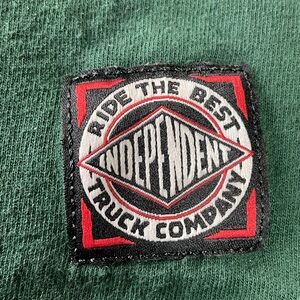 RIDE THE BEST
INDEPENDENT
TRUCK COMPANY